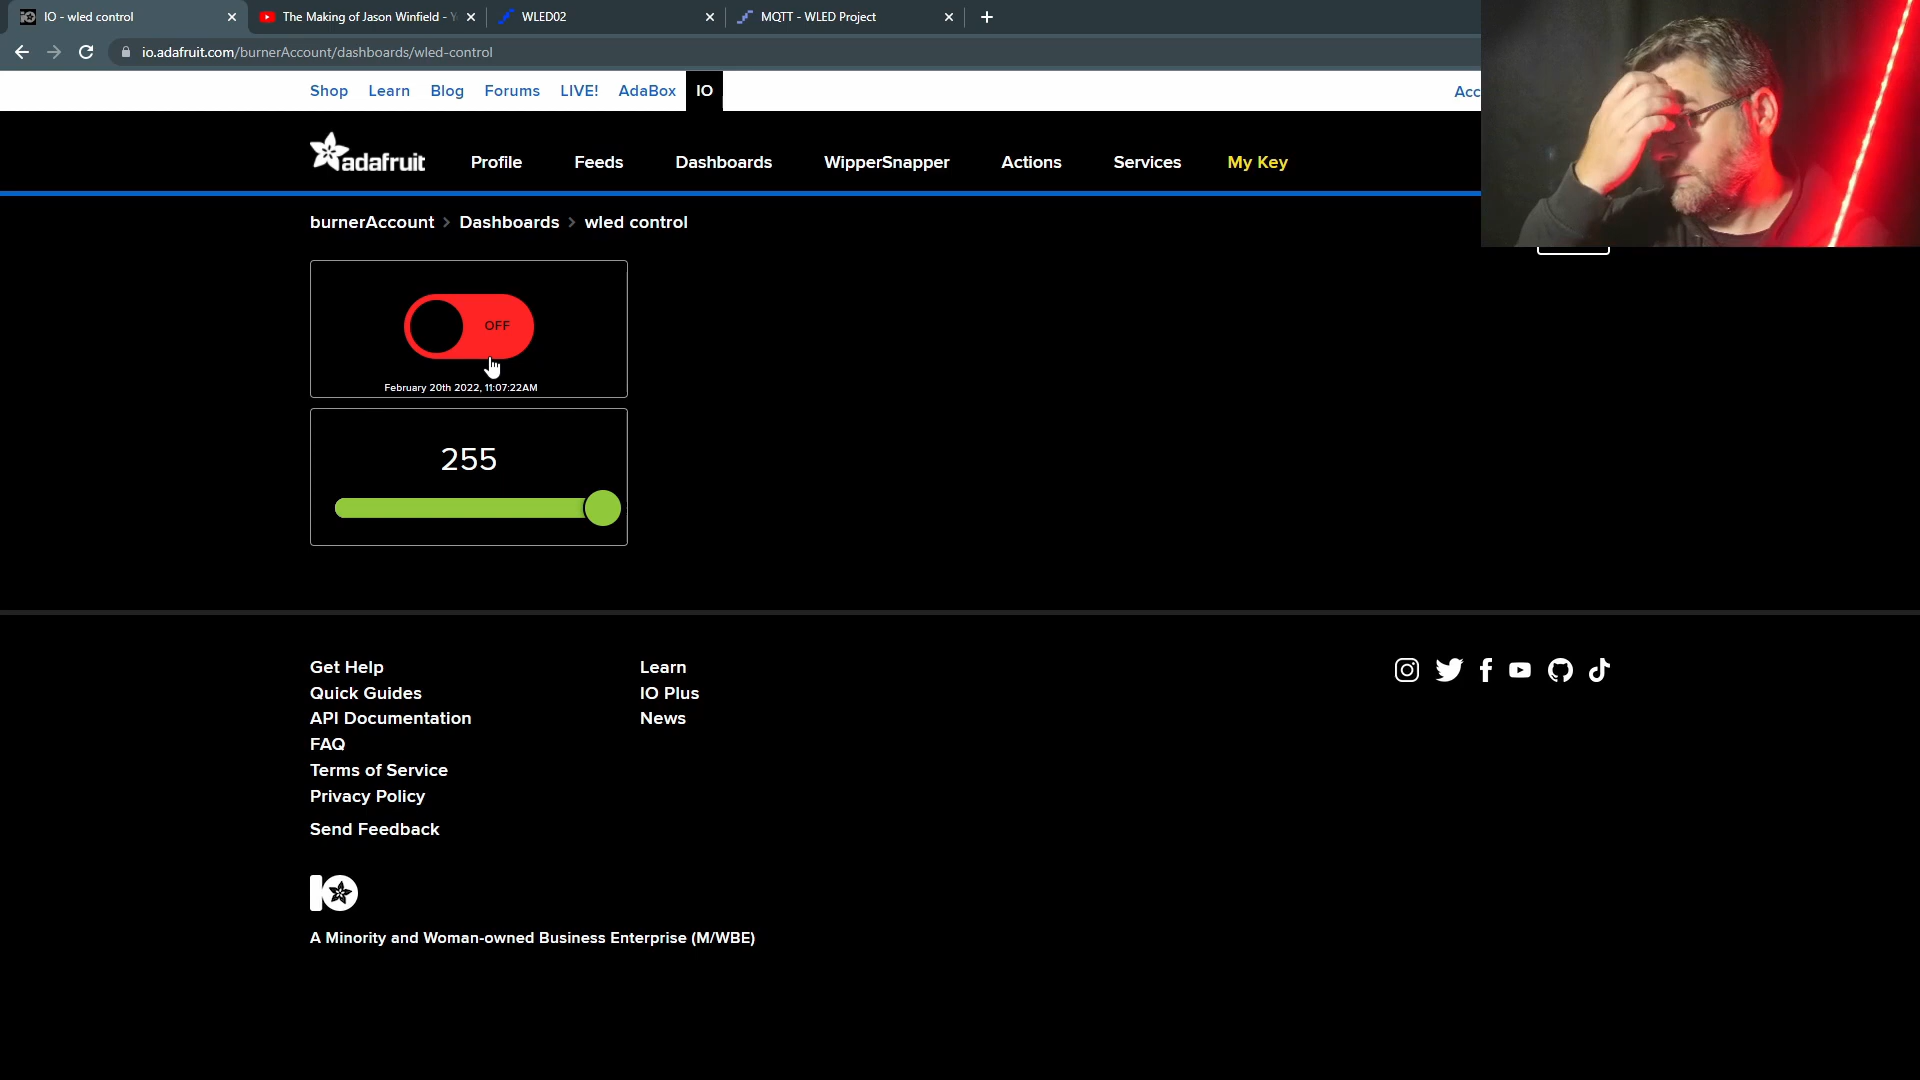 IO - wled control
The Making of Jason Winfield - Y
WLED02
MQTT - WLED Project
io.adafruit.com/burnerAccount/dashboards/wled-control
Shop Learn Blog Forums LIVE! AdaBox IO Acc
adafruit Profile Feeds Dashboards WipperSnapper Actions Services My Key
burnerAccount > Dashboards > wled control
OFF
February 20th 2022, 11:07:22AM
255
Get Help
Quick Guides
API Documentation
FAQ
Terms of Service
Privacy Policy
Send Feedback
Learn
IO Plus
News
IO
A Minority and Woman-owned Business Enterprise (M/WBE)